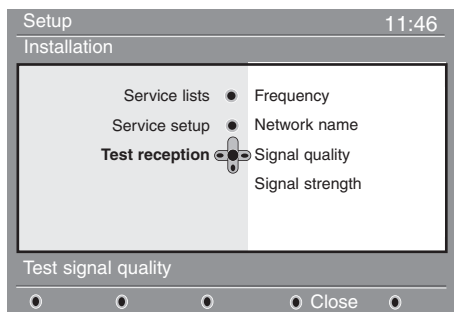 Setup 11:46
Installation
Service lists Frequency
Service setup Network name
Test reception Signal quality
Signal strength
Test signal quality
Close